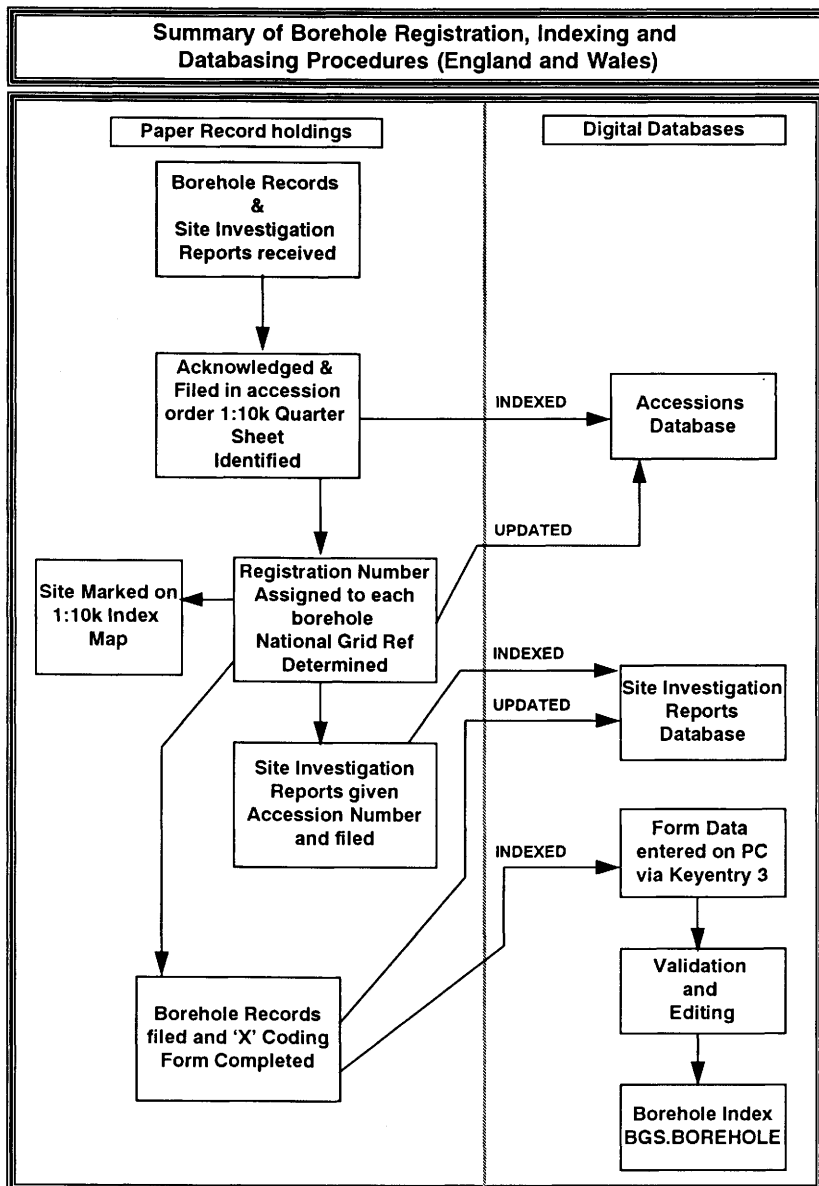 Summary of Borehole Registration, Indexing and
Databasing Procedures (England and Wales)
Paper Record holdings
Digital Databases
Borehole Records
&
Site Investigation
Reports received
Acknowledged &
Filed in accession
order 1:10k Quarter
Sheet
Identified
INDEXED
Accessions
Database
UPDATED
Site Marked on
1:10k Index
Map
Registration Number
Assigned to each
borehole
National Grid Ref
Determined
INDEXED
UPDATED
Site Investigation
Reports
Database
Site Investigation
Reports given
Accession Number
and filed
INDEXED
Form Data
entered on PC
via Keyentry 3
Validation
and
Editing
Borehole Records
filed and ‘X’ Coding
Form Completed
Borehole Index
BGS.BOREHOLE